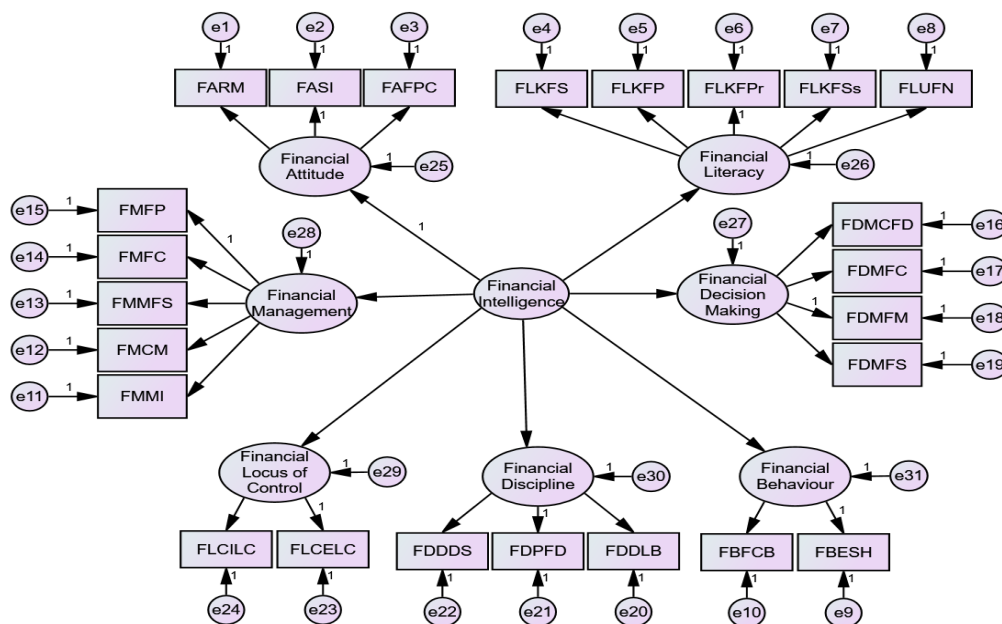 e1 e2 e3 e4 e5 e6 e7 e8
1 1 1 1 1 1 1 1
FARM FASI FAFPC FLKFS FLKFP FLKFPr FLKFSs FLUFN
1 1
Financial
Attitude
1
e25
Financial
Literacy
1
e26
e15
1
FMFP
1
e14
1
FMFC
e13
1
FMMFS
e12
1
FMCM
e11
1
FMMI
e28
1
Financial
Management
1
Financial
Intelligence
e27
1
Financial
Decision
Making
1
FDMCFD
1
e16
FDMFC
1
e17
FDMFM
1
e18
FDMFS
1
e19
Financial
Locus of
Control
1
e29
1
Financial
Discipline
1
e30
1
Financial
Behaviour
1
e31
1
FLCILC FLCELC FDDDS FDPFD FDDLB FBFCB FBESH
1 1 1 1 1 1 1
e24 e23 e22 e21 e20 e10 e9